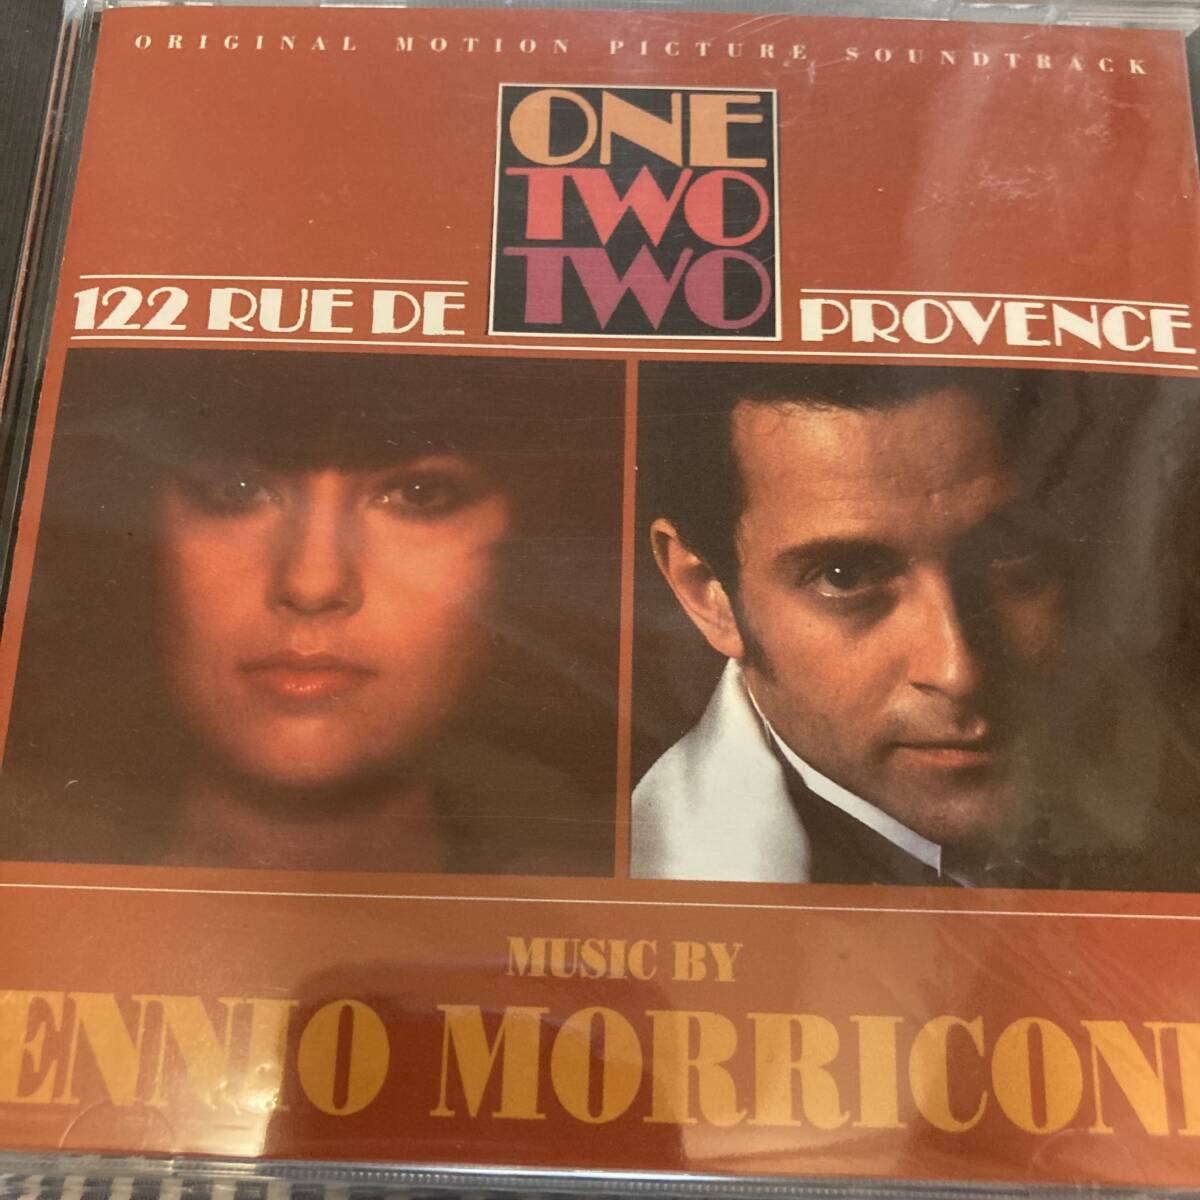 ORIGINAL MOTION PICTURE SOUNDTRACK
ONE
TWO
TWO
122 RUE DE PROVENCE
MUSIC BY
ENNIO MORRICON